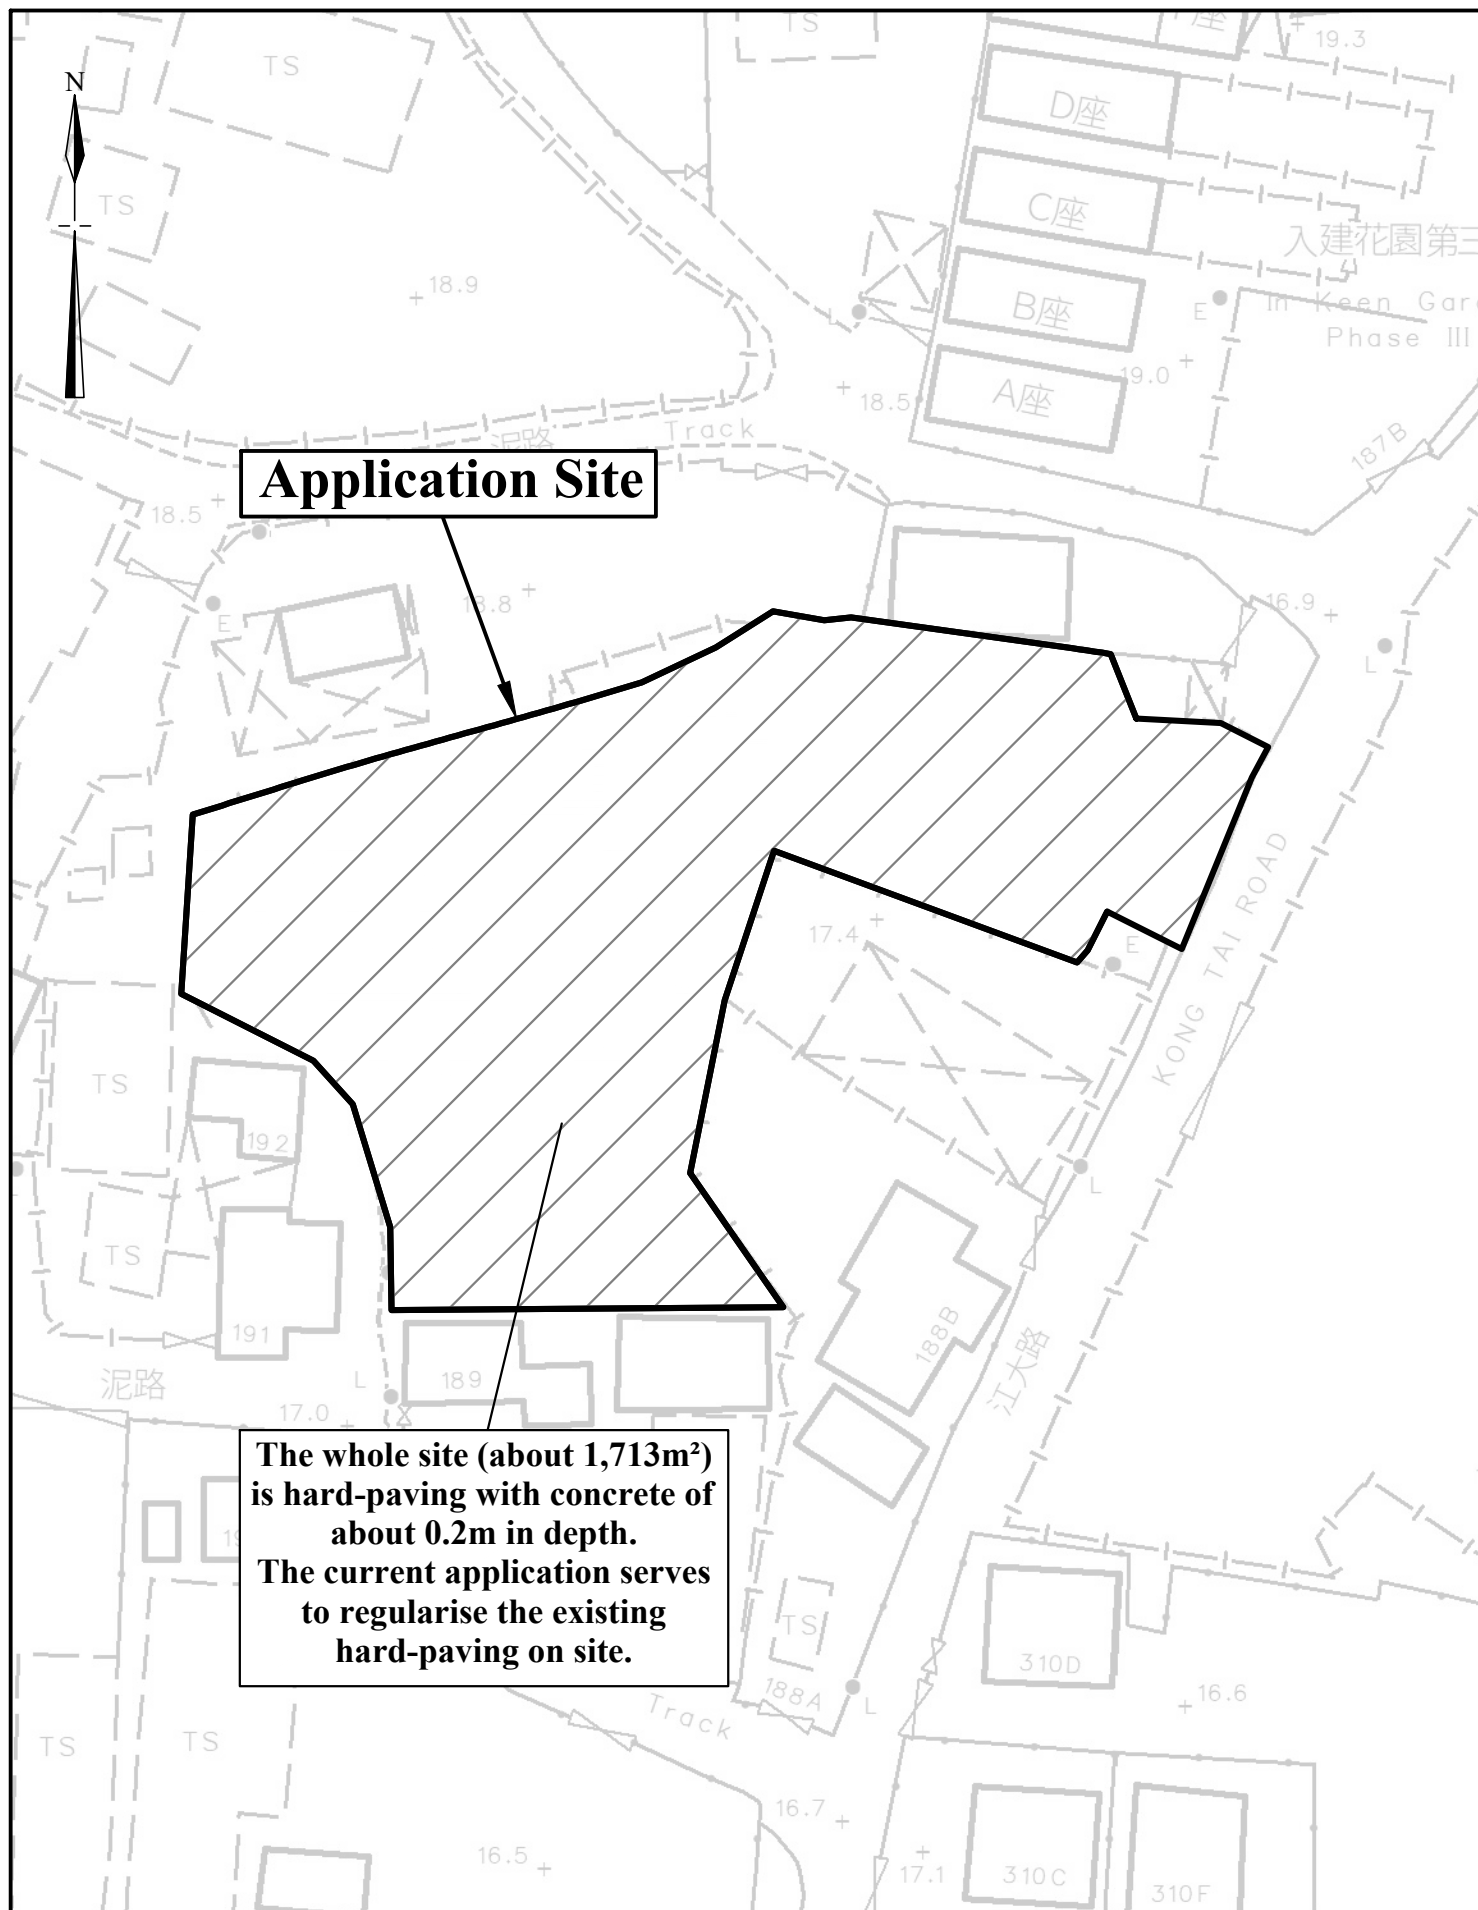 TS
TS
座
19.3
N
TS
D座
TS
C座
入建花園第三
18.9
B座
E
In Keen Gar
Phase III
L
19.0
A座
18.5
187B
泥路
Track
Application Site
18.5
E
18.8
16.9
L
17.4
E
KONG TAI ROAD
TS
192
L
TS
191
188B
江大路
泥路
L
189
17.0
The whole site (about 1,713m²)
is hard-paving with concrete of
about 0.2m in depth.
The current application serves
to regularise the existing
hard-paving on site.
TS
310D
188A
L
Track
16.6
TS
TS
16.7
16.5
17.1
310C
310F